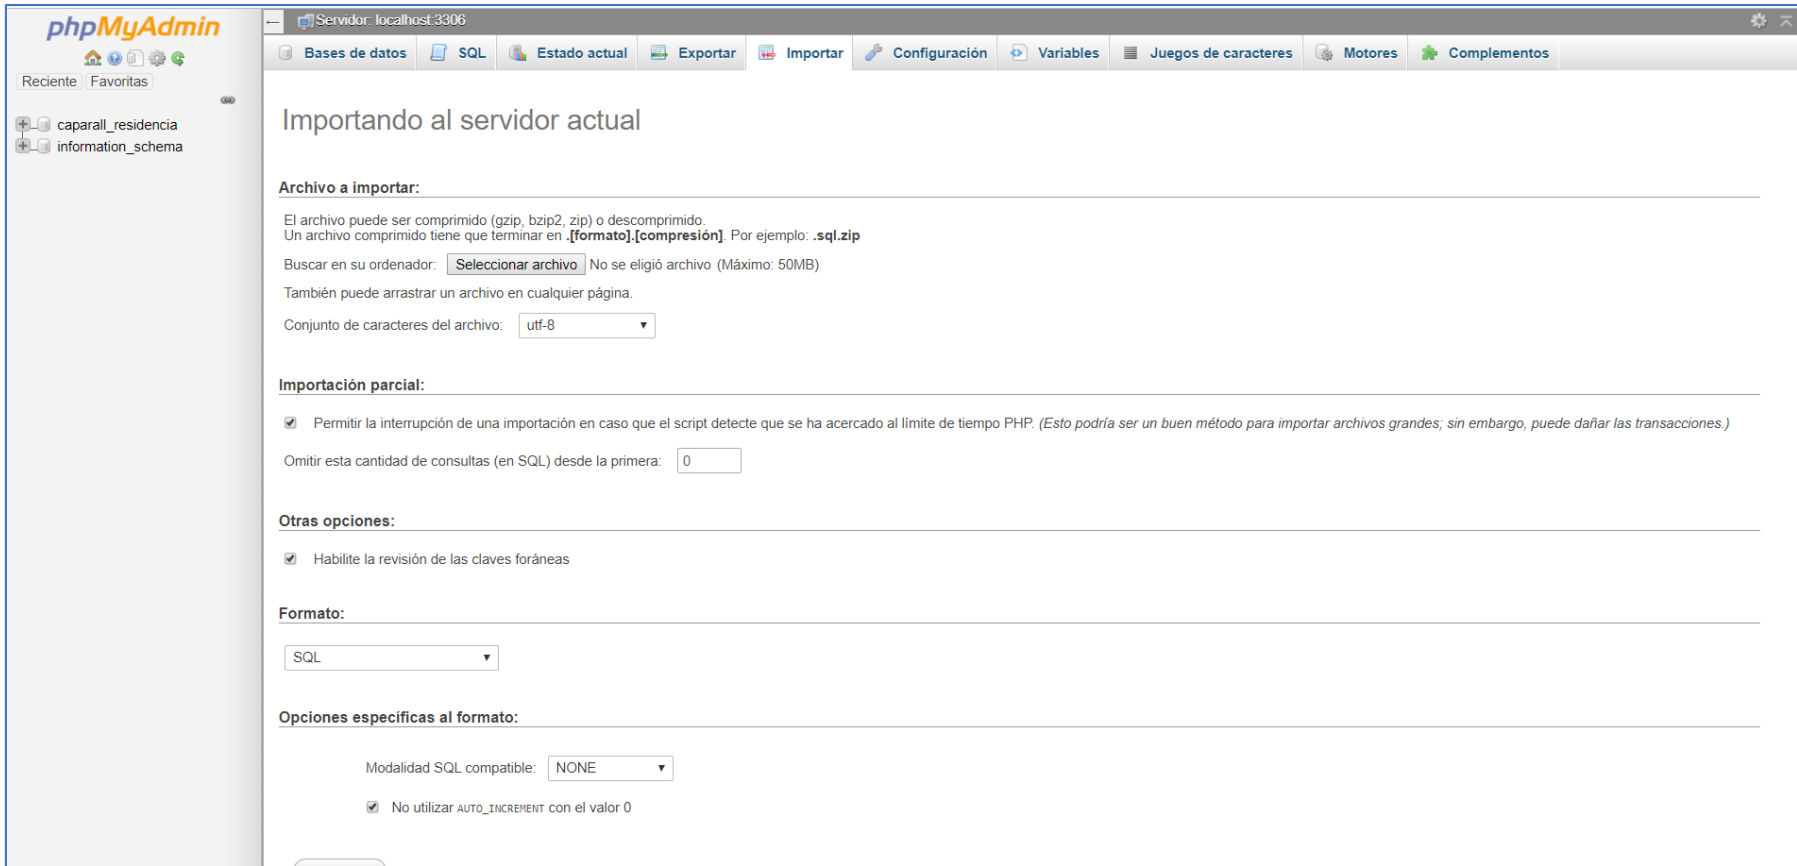 phpMyAdmin
Reciente Favoritas
caparall_residencia
information_schema
Servidor: localhost:3306
Bases de datos SQL Estado actual Exportar Importar Configuración Variables Juegos de caracteres Motores Complementos
Importando al servidor actual
Archivo a importar:
El archivo puede ser comprimido (gzip, bzip2, zip) o descomprimido.
Un archivo comprimido tiene que terminar en .[formato].[compresión]. Por ejemplo: .sql.zip
Buscar en su ordenador: Seleccionar archivo No se eligió archivo (Máximo: 50MB)
También puede arrastrar un archivo en cualquier página.
Conjunto de caracteres del archivo: utf-8
Importación parcial:
Permitir la interrupción de una importación en caso que el script detecte que se ha acercado al límite de tiempo PHP. (Esto podría ser un buen método para importar archivos grandes; sin embargo, puede dañar las transacciones.)
Omitir esta cantidad de consultas (en SQL) desde la primera: 0
Otras opciones:
Habilite la revisión de las claves foráneas
Formato:
SQL
Opciones específicas al formato:
Modalidad SQL compatible: NONE
No utilizar AUTO_INCREMENT con el valor 0